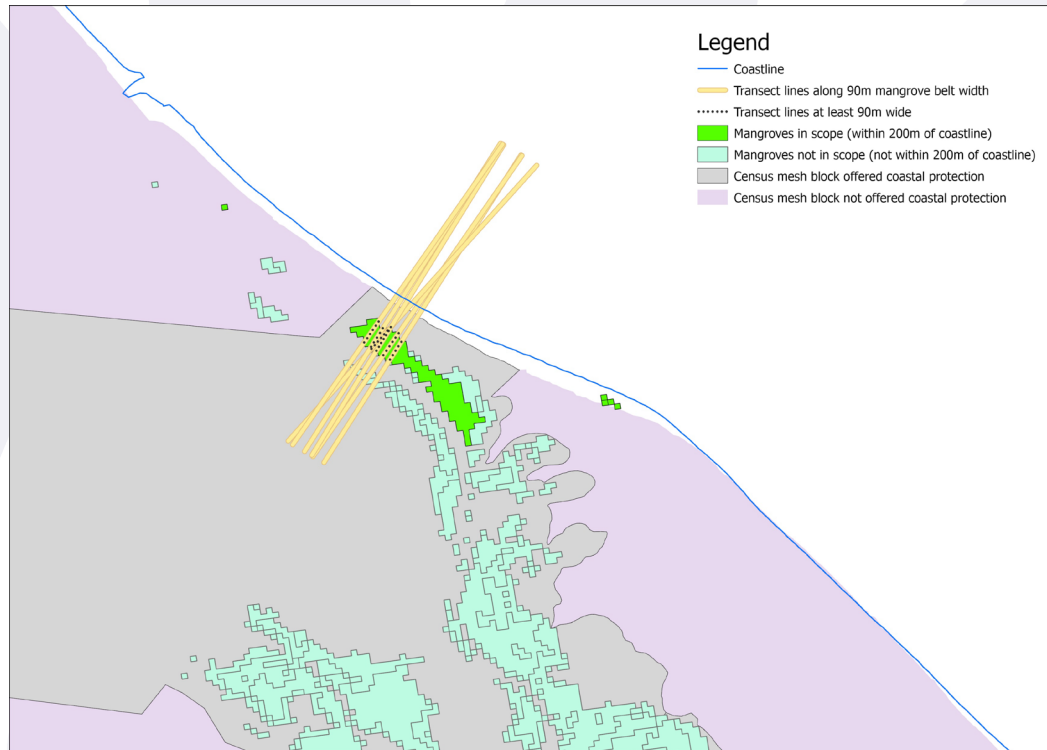 Legend
Coastline
Transect lines along 90m mangrove belt width
Transect lines at least 90m wide
Mangroves in scope (within 200m of coastline)
Mangroves not in scope (not within 200m of coastline)
Census mesh block offered coastal protection
Census mesh block not offered coastal protection